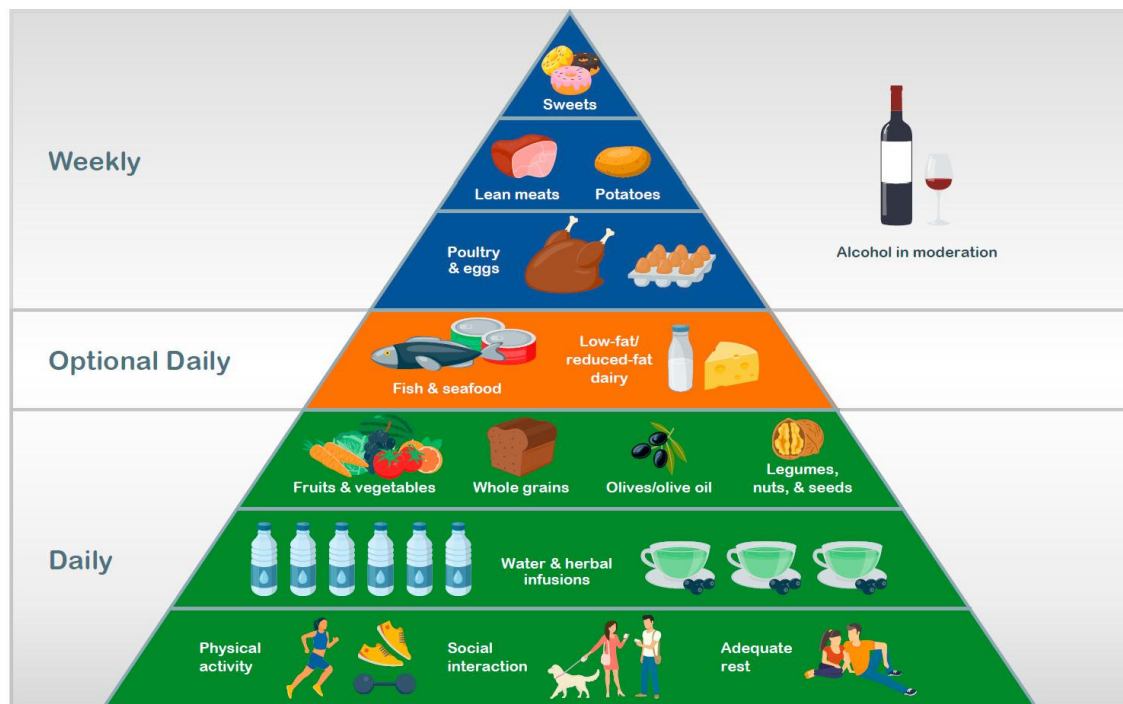 Sweets
Weekly
Lean meats
Potatoes
Poultry
& eggs
Alcohol in moderation
Optional Daily
Fish & seafood
Low-fat/
reduced-fat
dairy
Fruits & vegetables
Whole grains
Olives/olive oil
Legumes,
nuts, & seeds
Daily
Water & herbal
infusions
Physical
activity
Social
interaction
Adequate
rest